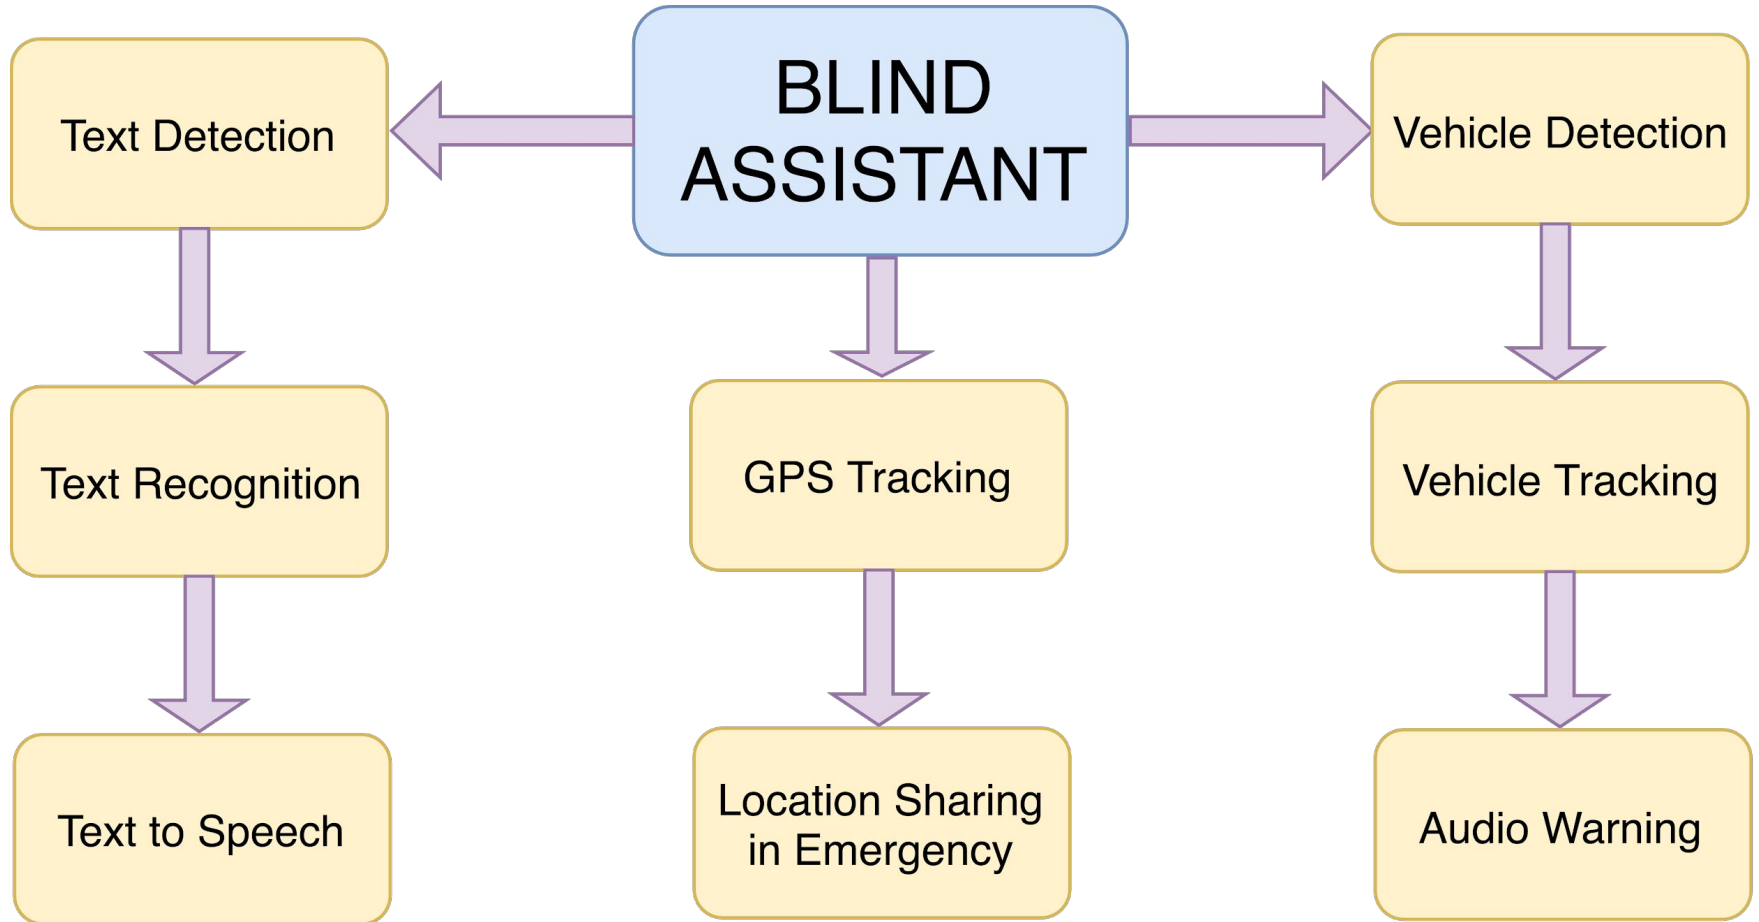 BLIND
ASSISTANT
Text Detection
Vehicle Detection
Text Recognition
GPS Tracking
Vehicle Tracking
Text to Speech
Location Sharing
in Emergency
Audio Warning